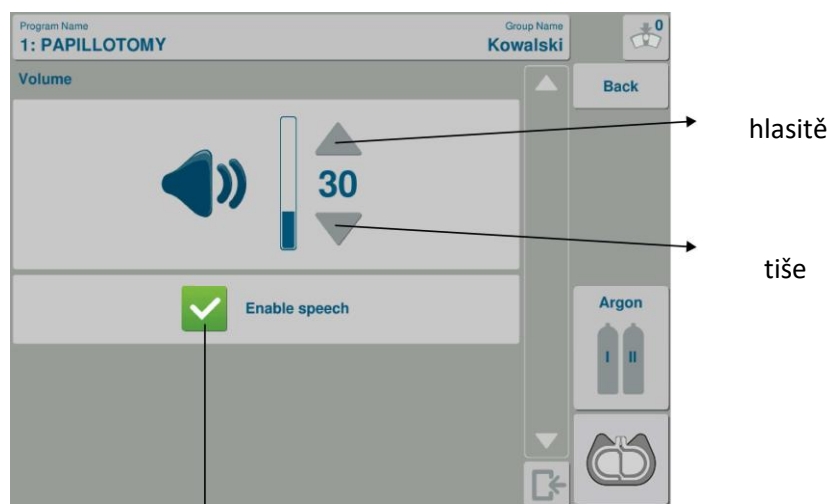 Program Name
1: PAPILLOTOMY
Group Name
Kowalski
0
Volume
Back
hlasitě
30
tiše
Enable speech
Argon
I II